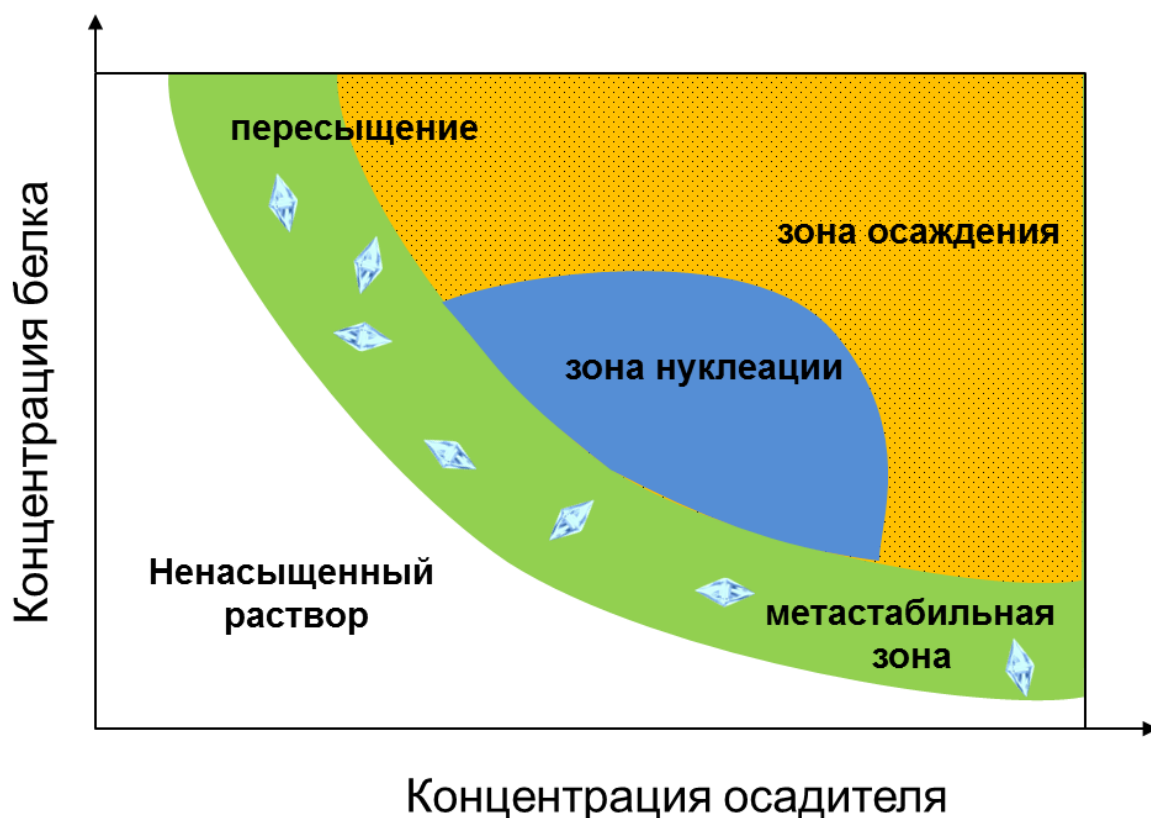 Концентрация белка
пересыщение
зона осаждения
зона нуклеации
Ненасыщенный
раствор
метастабильная
зона
Концентрация осадителя